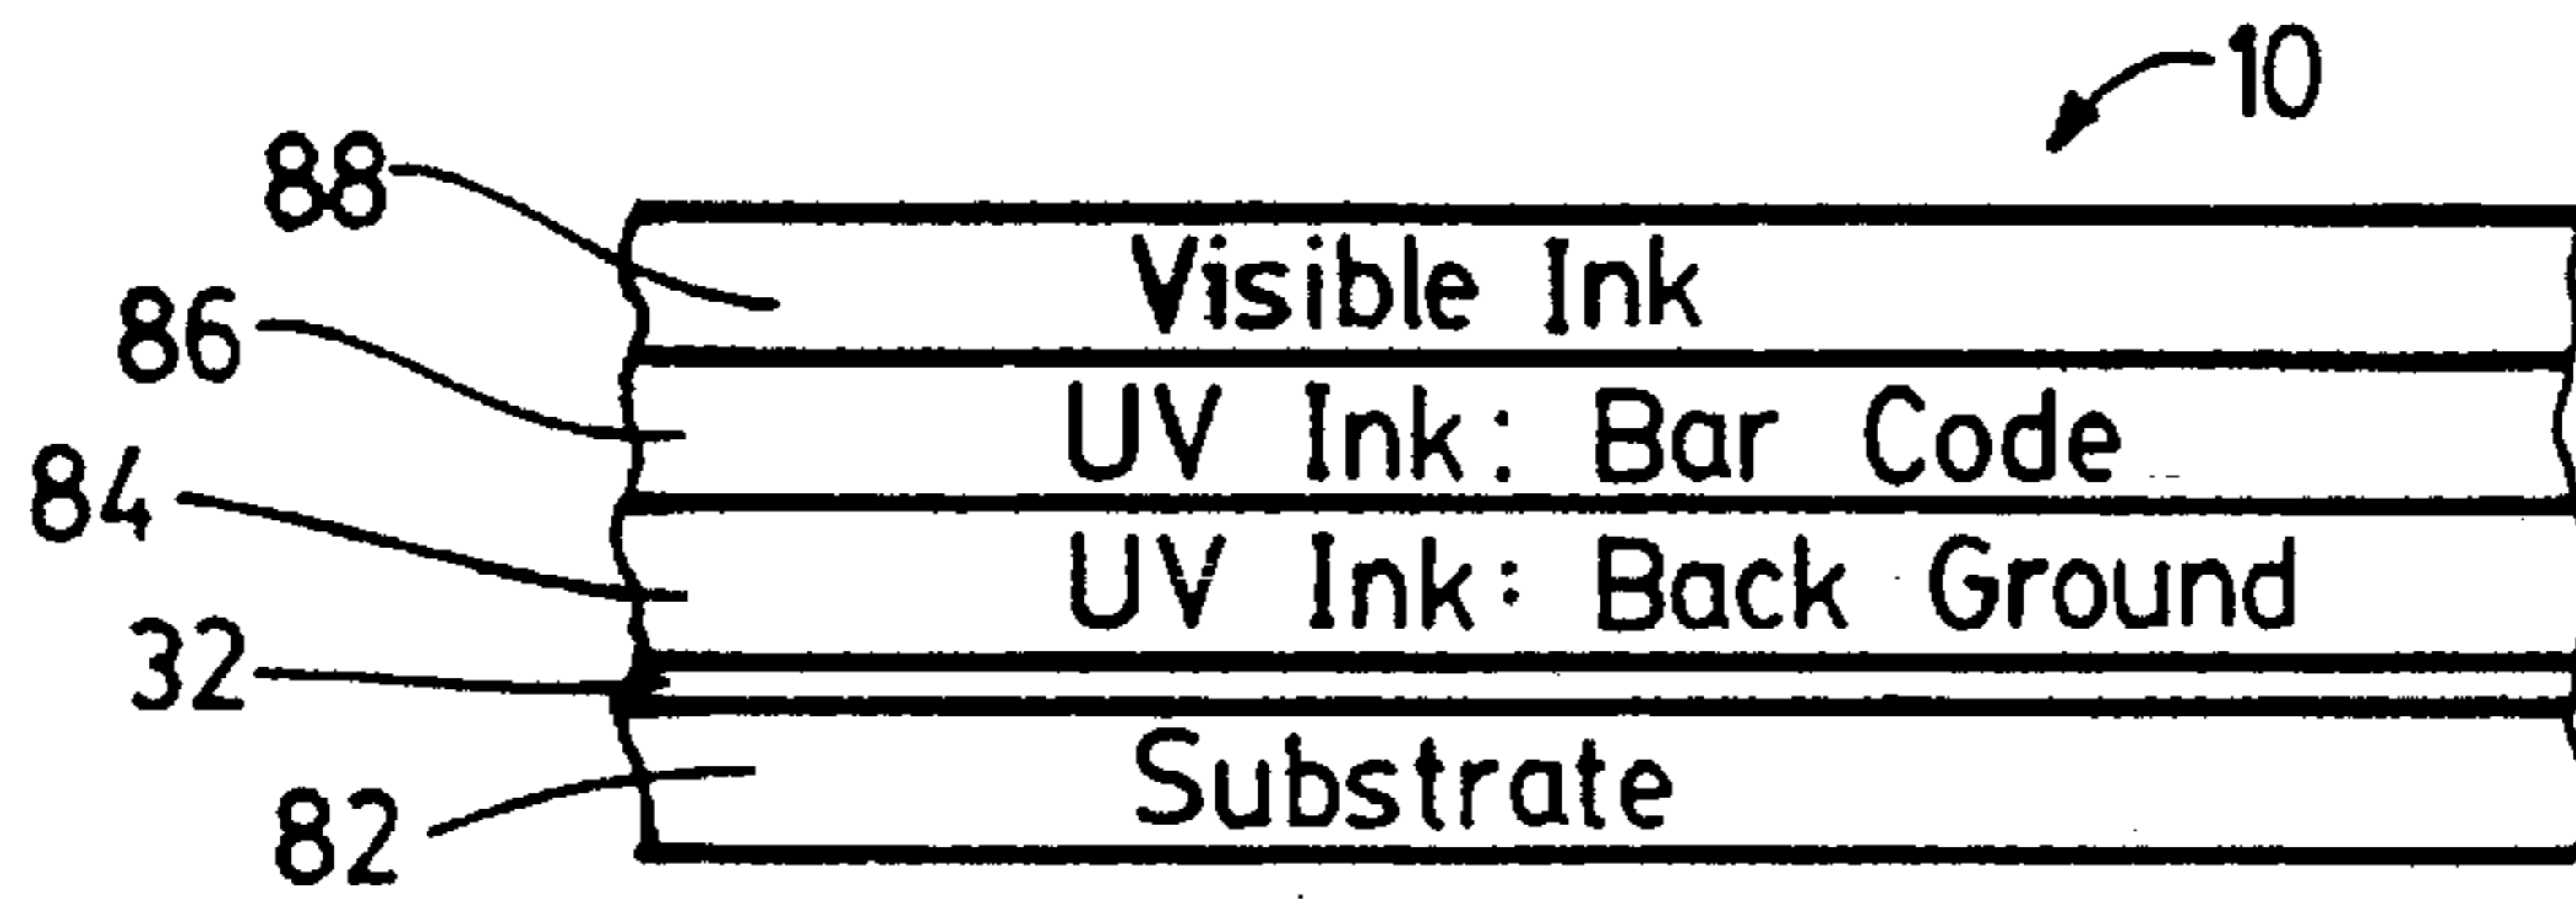 10
88
Visible Ink
86
UV Ink: Bar Code
84
UV Ink: Back Ground
32
Substrate
82